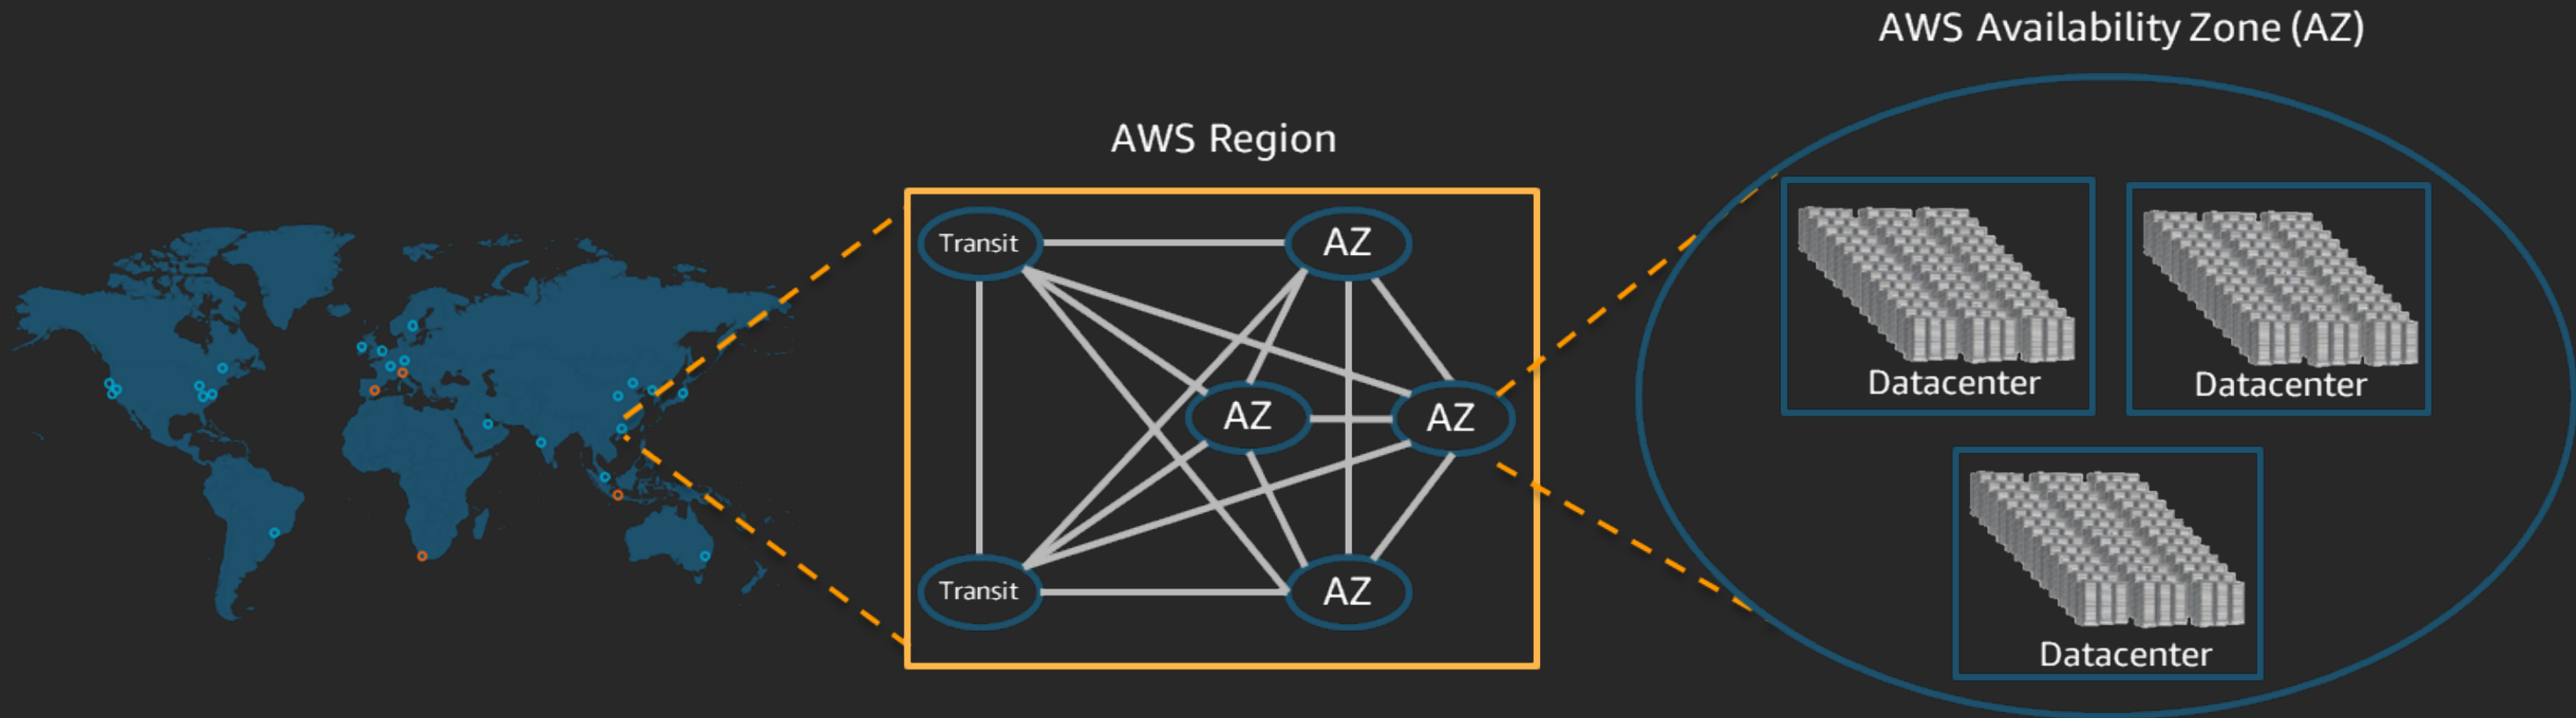 AWS Availability Zone (AZ)
AWS Region
Transit
AZ
AZ
AZ
Transit
AZ
Datacenter
Datacenter
Datacenter